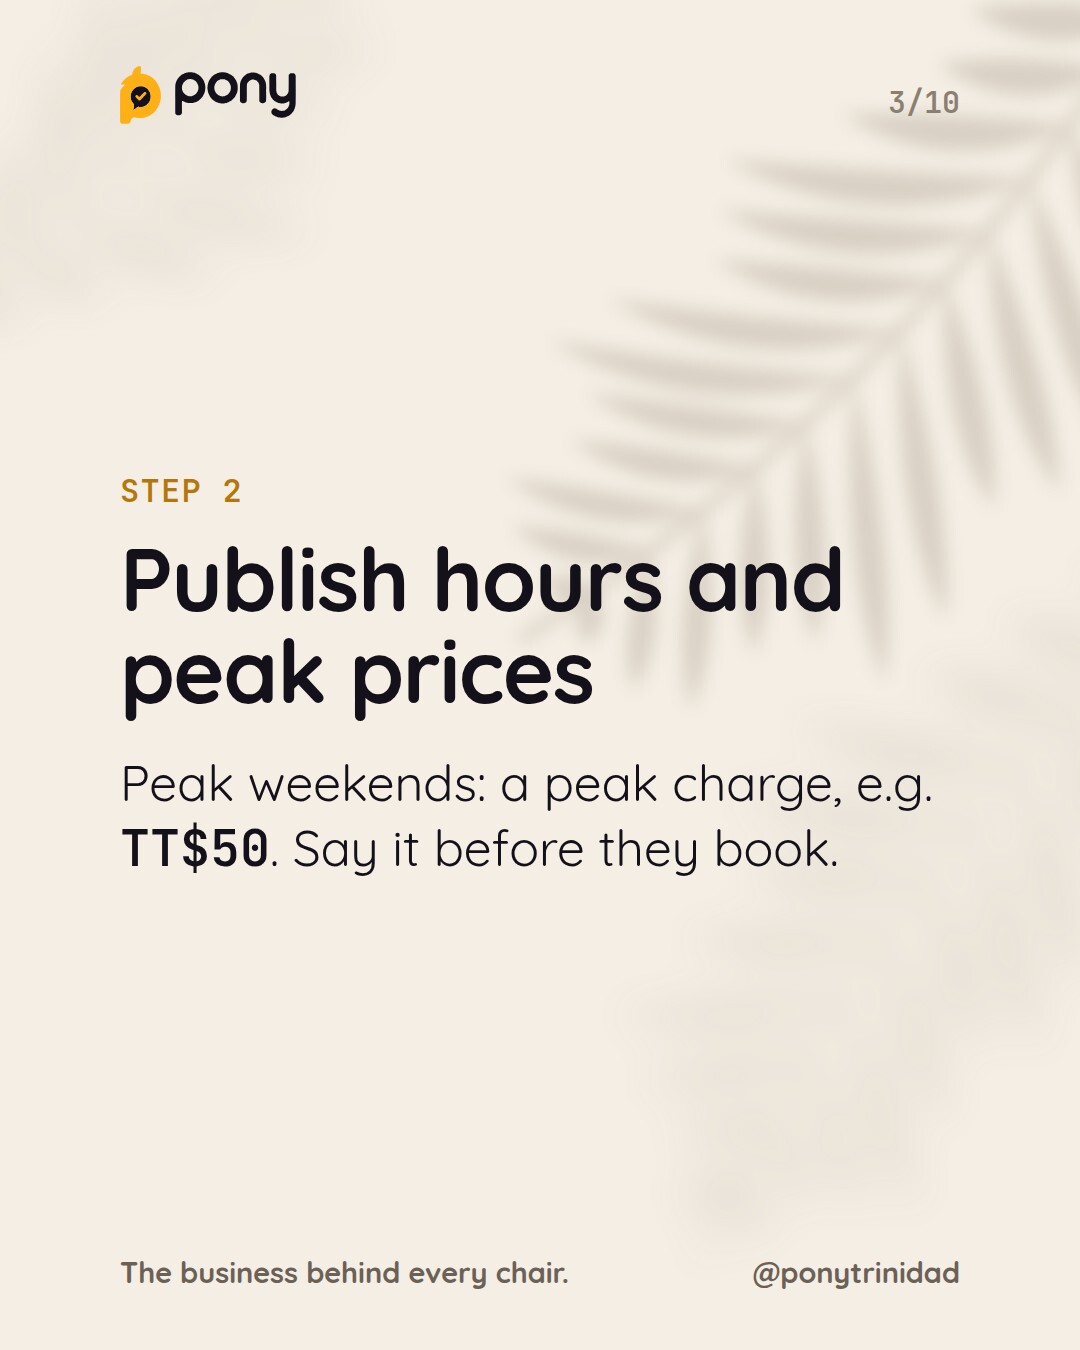 pony
3/10
STEP 2
Publish hours and
peak prices
Peak weekends: a peak charge, e.g.
TT$50. Say it before they book.
The business behind every chair.
@ponytrinidad